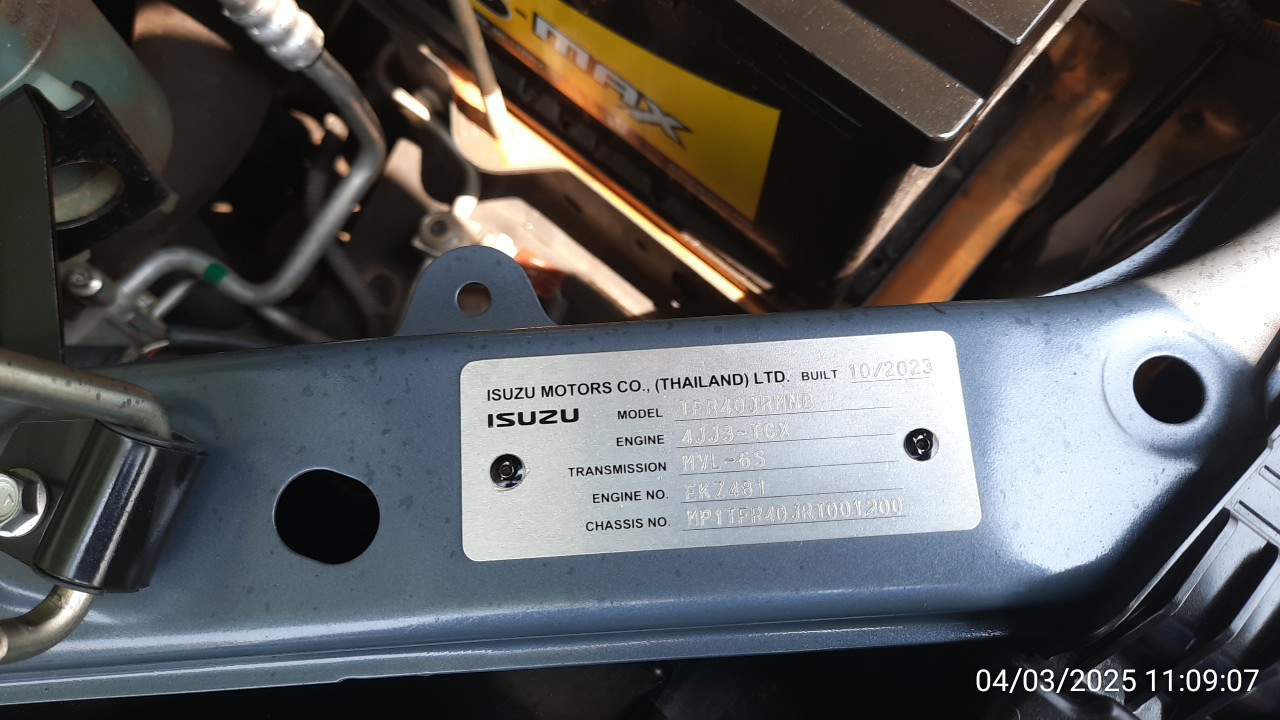 -MAX
ISUZU MOTORS CO., (THAILAND) LTD. BUILT 10/2023
ISUZU MODEL TFR40JRMNB
ENGINE 4JJ3-TCX
TRANSMISSION MVL-6S
ENGINE NO. EK7481
CHASSIS NO. MP1TFR40JRT001200
04/03/2025 11:09:07